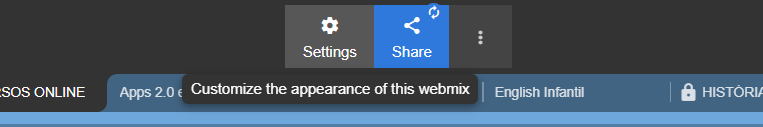 Settings
Share
RSOS ONLINE
Apps 2.0 e
Customize the appearance of this webmix
English Infantil
HISTÓRIA